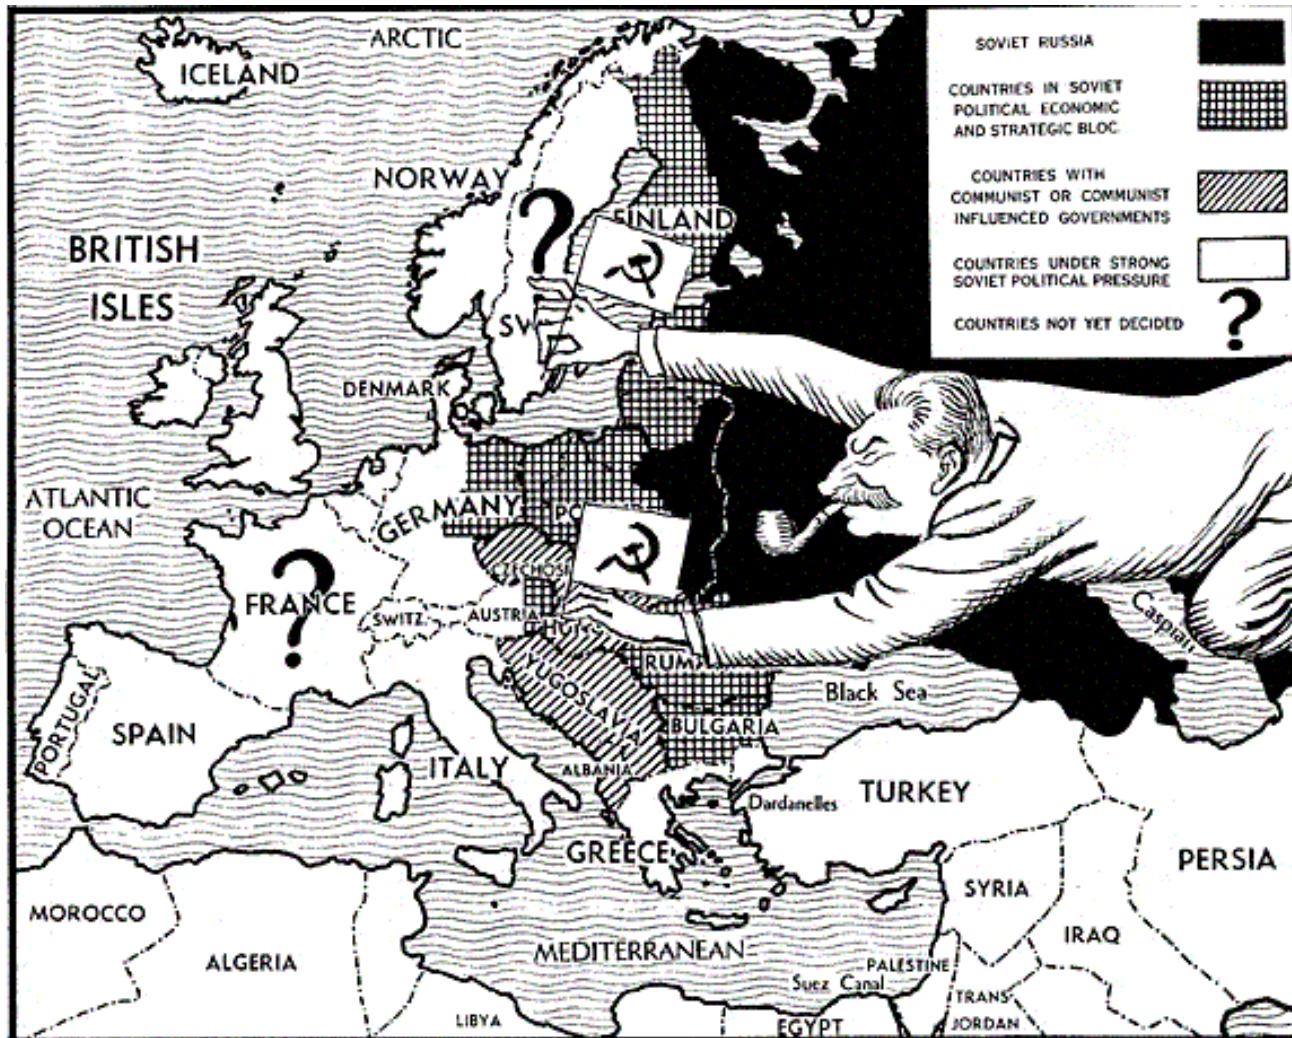 ARCTIC
ICELAND
SOVIET RUSSIA
COUNTRIES IN SOVIET
POLITICAL ECONOMIC
AND STRATEGIC BLOC
COUNTRIES WITH
COMMUNIST OR COMMUNIST
INFLUENCED GOVERNMENTS
COUNTRIES UNDER STRONG
SOVIET POLITICAL PRESSURE
COUNTRIES NOT YET DECIDED
?
NORWAY
?
FINLAND
BRITISH
ISLES
SW
DENMARK
ATLANTIC
OCEAN
GERMANY
PO
CZECHOSL
FRANCE
?
SWITZ.
AUSTRIA
HU
RUM
Caspian
Black Sea
PORTUGAL
SPAIN
YUGOSLAVIA
BULGARIA
ITALY
ALBANIA
Dardanelles
TURKEY
GREECE
PERSIA
SYRIA
MOROCCO
ALGERIA
MEDITERRANEAN
IRAQ
PALESTINE
Suez Canal
TRANS
JORDAN
LIBYA
EGYPT